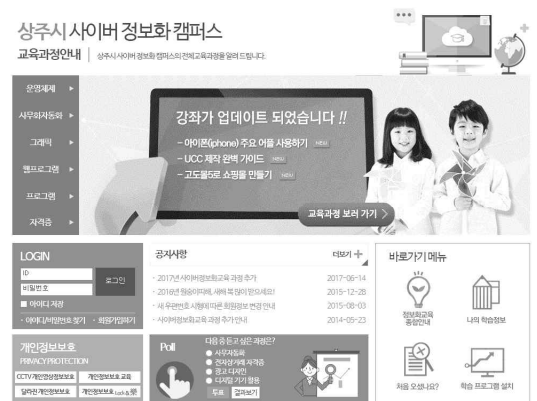 상주시 사이버 정보화 캠퍼스
교육과정안내
상주시 사이버 정보화 캠퍼스의 전체교육과정을 알려 드립니다.
운영체제
사무화자동화
그래픽
웹프로그램
프로그램
자격증
강좌가 업데이트 되었습니다 !!
- 아이폰(iphone) 주요 어플 사용하기 NEW
- UCC 제작 완벽 가이드 NEW
- 고도몰5로 쇼핑몰 만들기 NEW
교육과정 보러 가기
LOGIN
ID
비밀번호
로그인
아이디 저장
· 아이디/비밀번호 찾기 · 회원가입하기
공지사항 더보기
· 2017년 사이버정보화교육 과정 추가 2017-06-14
· 2016년 원숭이띠해, 새해 복 많이 받으세요! 2015-12-28
· 새 우편번호 시행에 따른 회원정보 변경 안내 2015-08-03
· 사이버정보화교육 과정 추가 안내 2014-05-23
바로가기 메뉴
정보화교육
종합안내
나의 학습정보
처음 오셨나요?
학습 프로그램 설치
개인정보보호
PRIVACY PROTECTION
CCTV 개인영상정보보호
개인정보보호 교육
달라진 개인정보보호
개인정보보호
Poll
다음 중 듣고 싶은 과정은?
사무자동화
전자상거래 자격증
광고 디자인
디지털 기기 활용
투표
결과보기